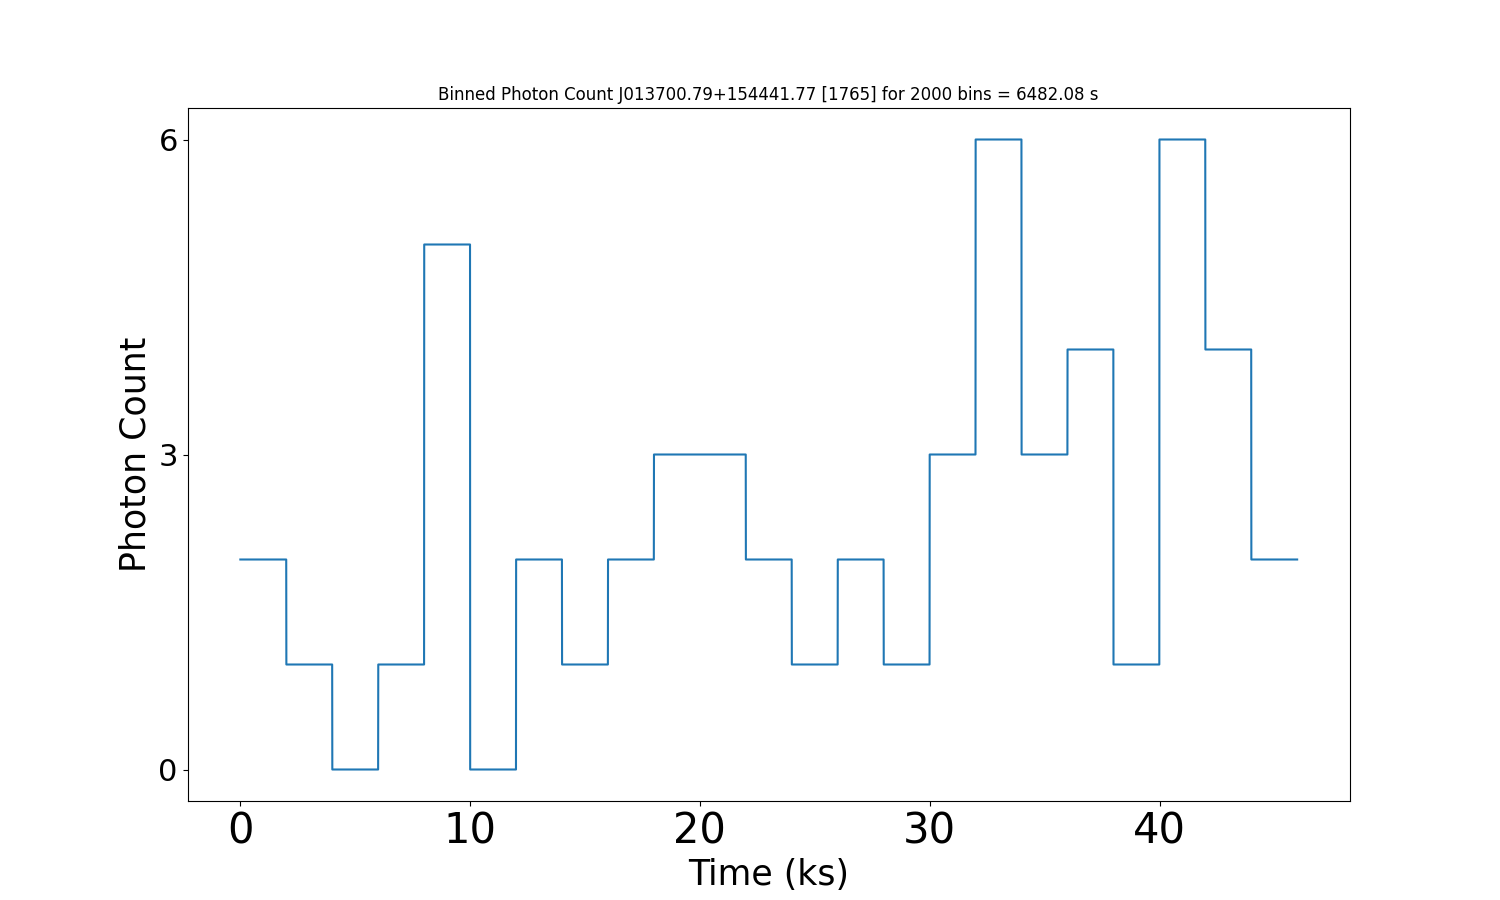 Binned Photon Count J013700.79+154441.77 [1765] for 2000 bins = 6482.08 s
6
3
0
Photon Count
0 10 20 30 40
Time (ks)